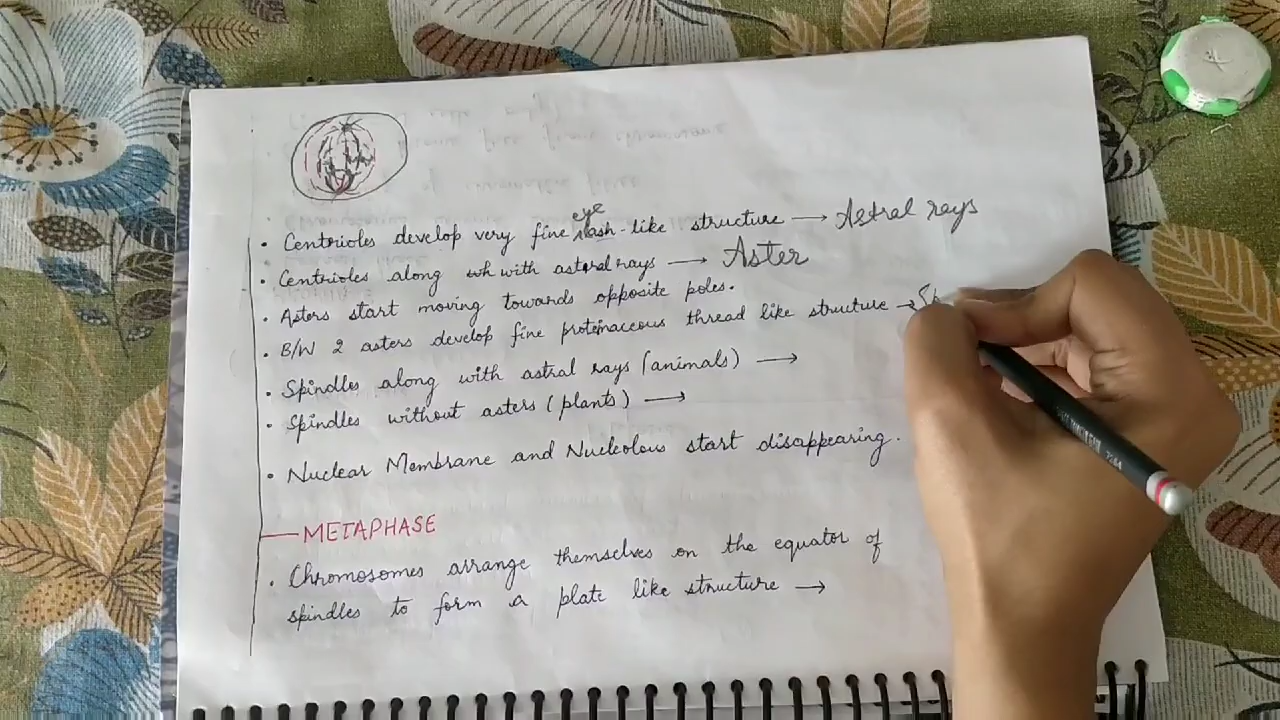 eye
• Centrioles develop very fine lash-like structure → Astral rays
• Centrioles along wh with astral rays → Aster
• Asters start moving towards opposite poles.
• B/W 2 asters develop fine proteinaceous thread like structure →
• Spindles along with astral rays (animals) →
• Spindles without asters (plants) →
• Nuclear Membrane and Nucleolous start disappearing.
METAPHASE
• Chromosomes arrange themselves on the equator of
spindles to form a plate like structure →